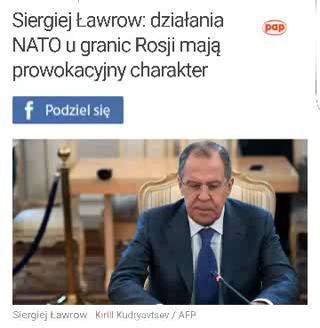 Siergiej Ławrow: działania
NATO u granic Rosji mają
prowokacyjny charakter
pap
f Podziel się
Siergiej Ławrow Kirill Kudryavtsev / AFP